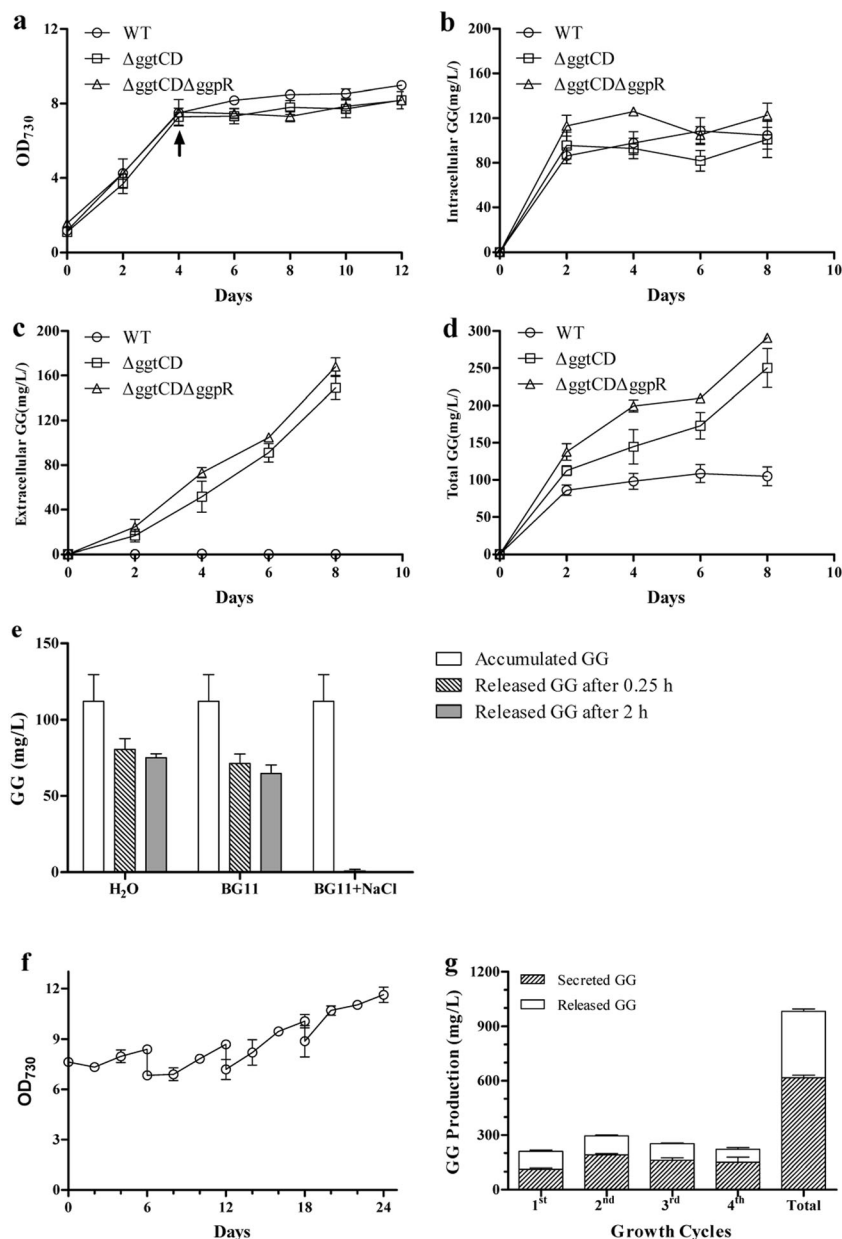 a
WT
ΔggtCD
ΔggtCDΔggpR
12
8
4
0
OD730
0 2 4 6 8 10 12
Days
b
WT
ΔggtCD
ΔggtCDΔggpR
200
160
120
80
40
0
Intracellular GG(mg/L/)
0 2 4 6 8 10
Days
c
WT
ΔggtCD
ΔggtCDΔggpR
200
160
120
80
40
0
Extracellular GG(mg/L/)
0 2 4 6 8 10
Days
d
WT
ΔggtCD
ΔggtCDΔggpR
300
250
200
150
100
50
0
Total GG(mg/L/)
0 2 4 6 8 10
Days
e
150
100
50
0
GG (mg/L)
H2O BG11 BG11+NaCl
Accumulated GG
Released GG after 0.25 h
Released GG after 2 h
f
12
9
6
3
0
OD730
0 6 12 18 24
Days
g
Secreted GG
Released GG
1200
900
600
300
0
GG Production (mg/L)
1st 2nd 3rd 4th Total
Growth Cycles